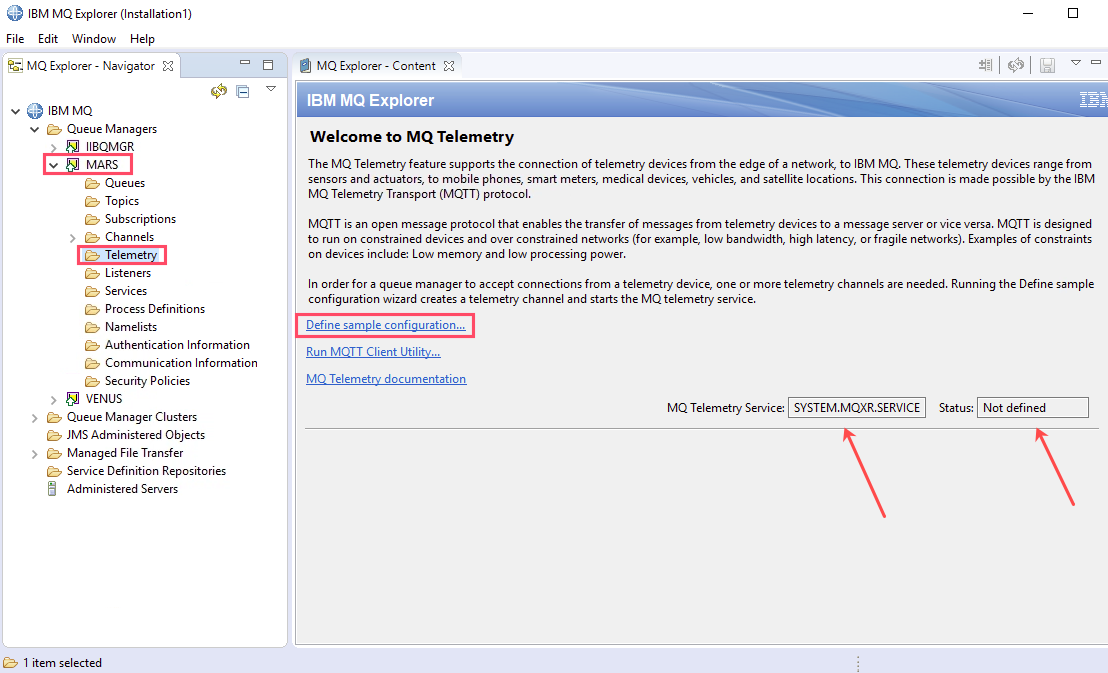 IBM MQ Explorer (Installation1)
File Edit Window Help
MQ Explorer - Navigator
IBM MQ
Queue Managers
IIBQMGR
MARS
Queues
Topics
Subscriptions
Channels
Telemetry
Listeners
Services
Process Definitions
Namelists
Authentication Information
Communication Information
Security Policies
VENUS
Queue Manager Clusters
JMS Administered Objects
Managed File Transfer
Service Definition Repositories
Administered Servers
MQ Explorer - Content
IBM MQ Explorer
IBM
Welcome to MQ Telemetry
The MQ Telemetry feature supports the connection of telemetry devices from the edge of a network, to IBM MQ. These telemetry devices range from
sensors and actuators, to mobile phones, smart meters, medical devices, vehicles, and satellite locations. This connection is made possible by the IBM
MQ Telemetry Transport (MQTT) protocol.
MQTT is an open message protocol that enables the transfer of messages from telemetry devices to a message server or vice versa. MQTT is designed
to run on constrained devices and over constrained networks (for example, low bandwidth, high latency, or fragile networks). Examples of constraints
on devices include: Low memory and low processing power.
In order for a queue manager to accept connections from a telemetry device, one or more telemetry channels are needed. Running the Define sample
configuration wizard creates a telemetry channel and starts the MQ telemetry service.
Define sample configuration...
Run MQTT Client Utility...
MQ Telemetry documentation
MQ Telemetry Service: SYSTEM.MQXR.SERVICE Status: Not defined
1 item selected